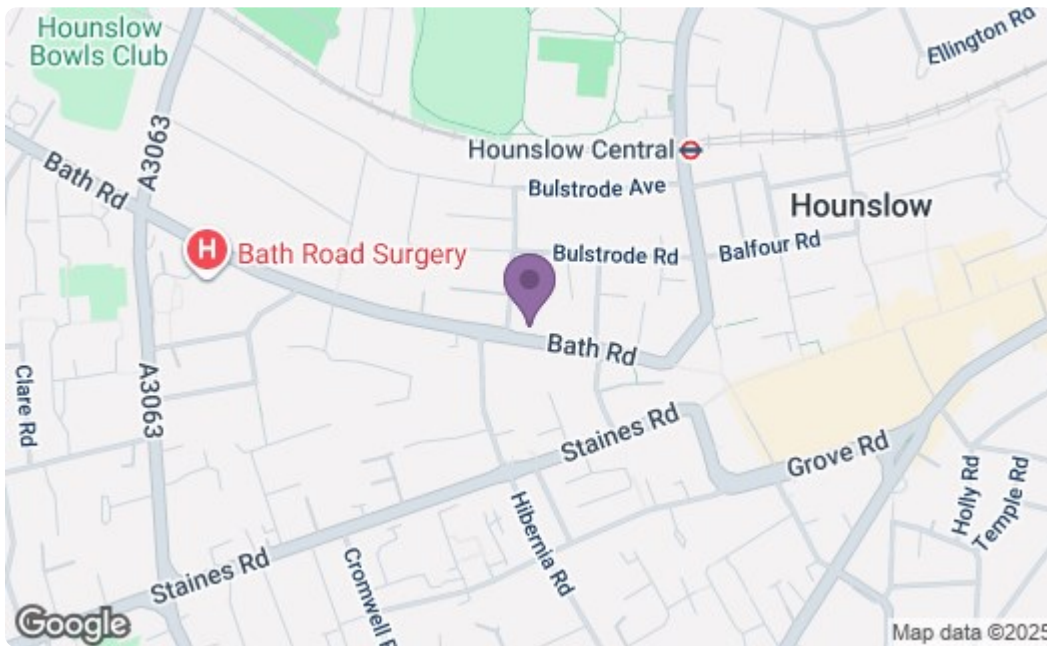 Hounslow
Bowls Club
Ellington Rd
A3063
Bath Rd
Hounslow Central
Bulstrode Ave
Hounslow
H
Bath Road Surgery
Bulstrode Rd
Balfour Rd
Bath Rd
Clare Rd
A3063
Staines Rd
Grove Rd
Holly Rd
Temple Rd
Hibernia Rd
Staines Rd
Cromwell R
Google
Map data ©2025